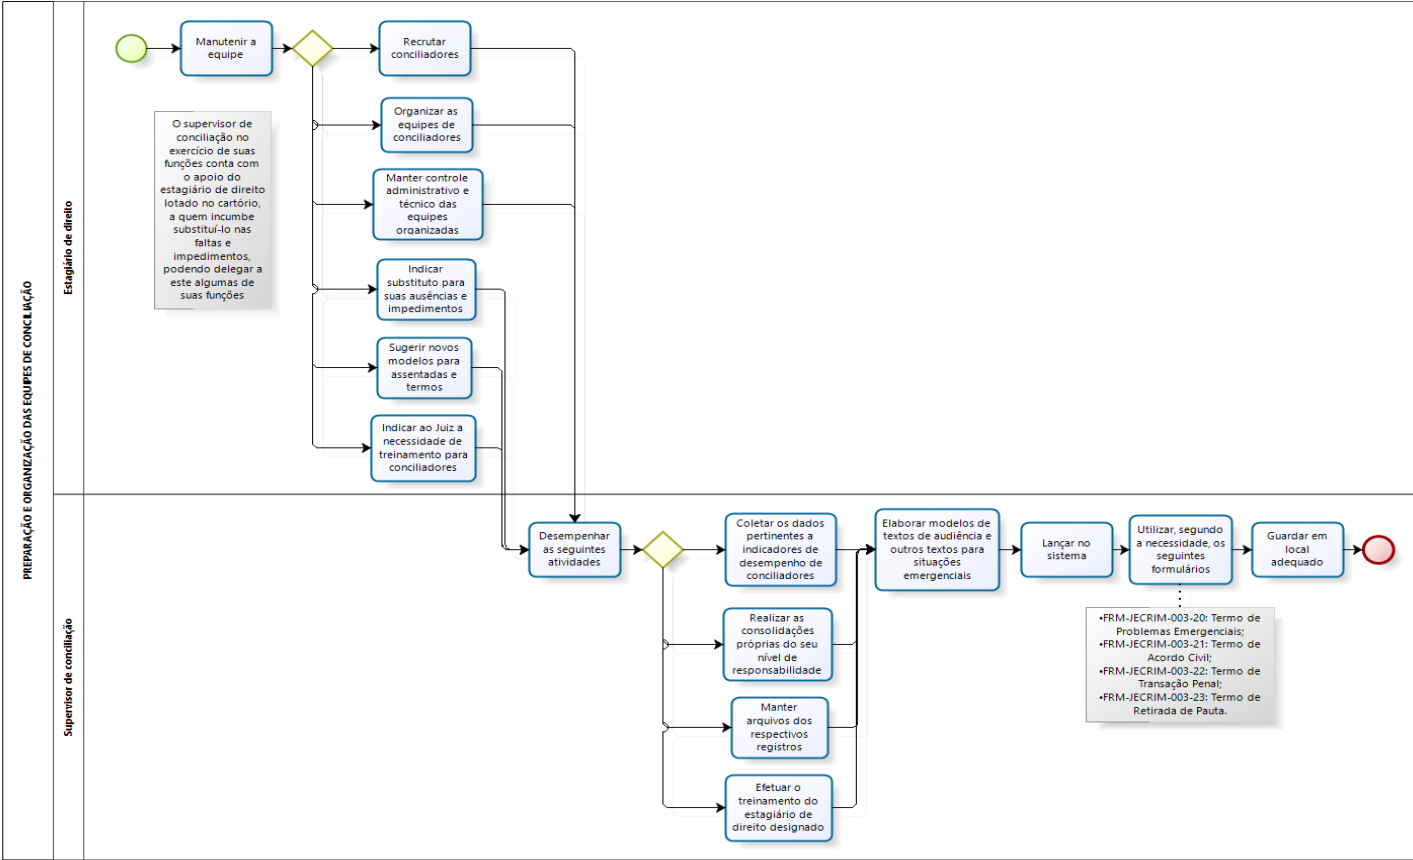 PREPARAÇÃO E ORGANIZAÇÃO DAS EQUIPES DE CONCILIAÇÃO
Estagiário de direito
Manutenir a
equipe
Recrutar
conciliadores
O supervisor de
conciliação no
exercício de suas
funções conta com
o apoio do
estagiário de direito
lotado no cartório,
a quem incumbe
substituí-lo nas
faltas e
impedimentos,
podendo delegar a
este algumas de
suas funções
Organizar as
equipes de
conciliadores
Manter controle
administrativo e
técnico das
equipes
organizadas
Indicar
substituto para
suas ausências e
impedimentos
Sugerir novos
modelos para
assentadas e
termos
Indicar ao Juiz a
necessidade de
treinamento para
conciliadores
Supervisor de conciliação
Desempenhar
as seguintes
atividades
Coletar os dados
pertinentes a
indicadores de
desempenho de
conciliadores
Realizar as
consolidações
próprias do seu
nível de
responsabilidade
Manter
arquivos dos
respectivos
registros
Efetuar o
treinamento do
estagiário de
direito designado
Elaborar modelos de
textos de audiência e
outros textos para
situações
emergenciais
Lançar no
sistema
Utilizar, segundo
a necessidade, os
seguintes
formulários
Guardar em
local
adequado
•FRM-JECRIM-003-20: Termo de
Problemas Emergenciais;
•FRM-JECRIM-003-21: Termo de
Acordo Civil;
•FRM-JECRIM-003-22: Termo de
Transação Penal;
•FRM-JECRIM-003-23: Termo de
Retirada de Pauta.